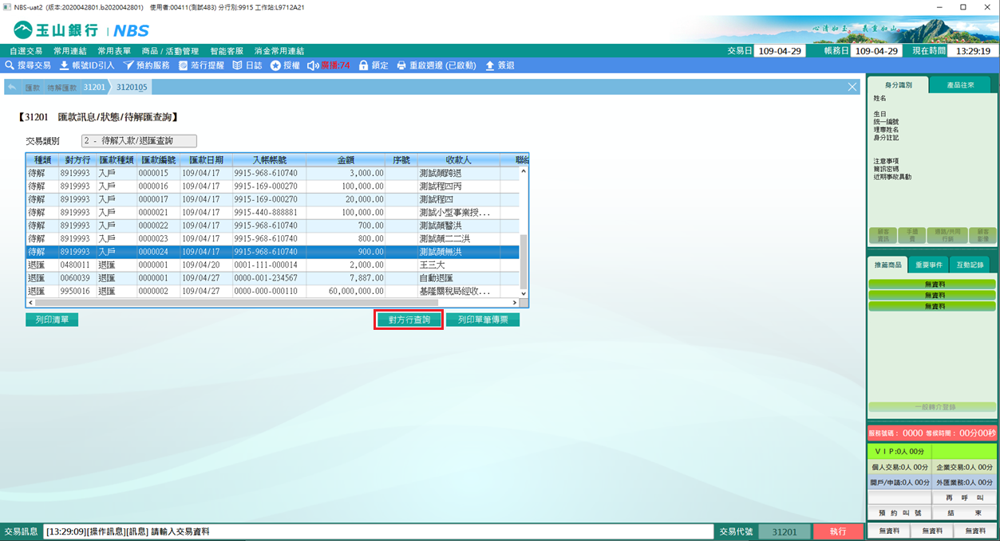 NBS-uat2 (版本:2020042801.b2020042801) 使用者:00411(測試483) 分行別:9915 工作站:L9712A21
玉山銀行 | NBS
心清如玉 義重如山
自選交易 常用連結 常用表單 商品 / 活動管理 智能客服 消金常用連結 交易日 109-04-29 帳務日 109-04-29 現在時間 13:29:19
搜尋交易 帳號ID引入 預約服務 蒞行提醒 日誌 授權 廣播:74 鎖定 重啟週邊 (已啟動) 簽退
匯款 待解匯款 31201 3120105
【31201 匯款訊息/狀態/待解匯查詢】
交易類別 2 - 待解入款/退匯查詢
種類 對方行 匯款種類 匯款編號 匯款日期 入帳帳號 金額 序號 收款人 聯絡
待解 8919993 入戶 0000015 109/04/17 9915-968-610740 3,000.00 測試顏跨退
待解 8919993 入戶 0000016 109/04/17 9915-169-000270 100,000.00 測試程四丙
待解 8919993 入戶 0000017 109/04/17 9915-169-000270 20,000.00 測試程四
待解 8919993 入戶 0000021 109/04/17 9915-440-888881 100,000.00 測試小型事業授...
待解 8919993 入戶 0000022 109/04/17 9915-968-610740 700.00 測試顏醫洪
待解 8919993 入戶 0000023 109/04/17 9915-968-610740 800.00 測試顏二二洪
待解 8919993 入戶 0000024 109/04/17 9915-968-610740 900.00 測試顏無洪
退匯 0480011 退匯 0000001 109/04/20 0001-111-000014 2,000.00 王三大
退匯 0060039 退匯 0000001 109/04/27 0000-001-234567 7,887.00 自動退匯
退匯 9950016 退匯 0000002 109/04/27 0000-000-000110 60,000,000.00 基隆關稅局經收...
列印清單 對方行查詢 列印單筆傳票
身分識別 產品往來
姓名
生日
統一編號
理專姓名
身分註記
注意事項
簡訊密碼
近期事故異動
顧客資訊 手續費 標籤/共同行銷 顧客影像
推薦商品 重要事件 互動記錄
無資料
無資料
無資料
一般轉介登錄
服務號碼: 0000 等候時間: 00分00秒
VIP:0人 00分
個人交易:0人 00分 企業交易:0人 00分
開戶/申請:0人 00分 外匯業務:0人 00分
再 呼 叫
預 約 叫 號 結 束
無資料 無資料 無資料
交易訊息 [13:29:09][操作訊息][訊息] 請輸入交易資料 交易代號 31201 執行